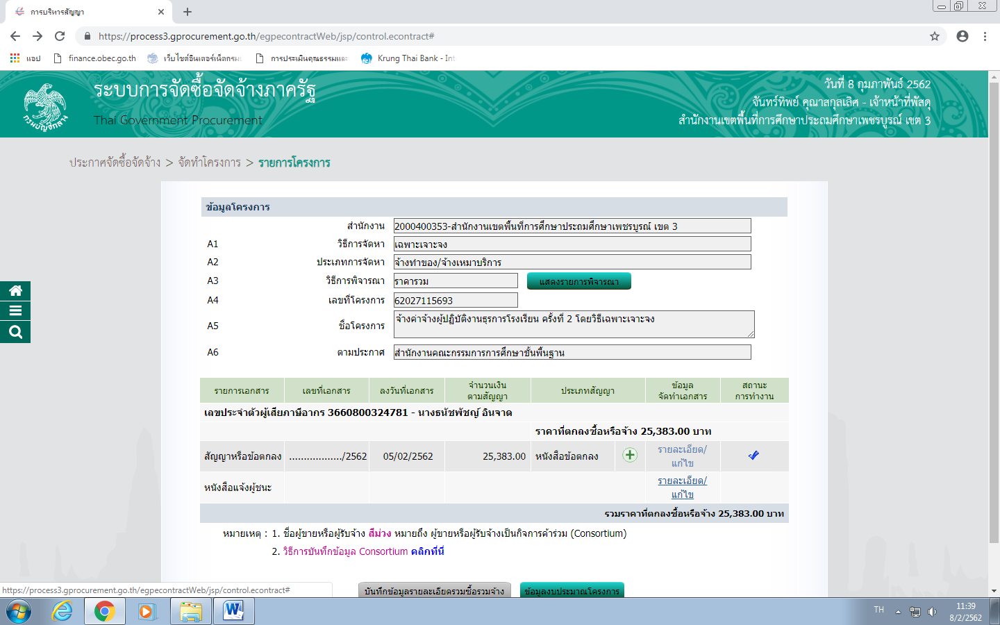 การบริหารสัญญา
https://process3.gprocurement.go.th/egpecontractWeb/jsp/control.econtract#
แอป finance.obec.go.th เว็บไซต์อินเตอร์เน็ตกรม การประเมินคุณธรรมและ Krung Thai Bank - Int
ระบบการจัดซื้อจัดจ้างภาครัฐ
Thai Government Procurement
กรมบัญชีกลาง
วันที่ 8 กุมภาพันธ์ 2562
จันทร์ทิพย์ คุณาสกุลเลิศ - เจ้าหน้าที่พัสดุ
สำนักงานเขตพื้นที่การศึกษาประถมศึกษาเพชรบูรณ์ เขต 3
ประกาศจัดซื้อจัดจ้าง > จัดทำโครงการ > รายการโครงการ
ข้อมูลโครงการ
สำนักงาน 2000400353-สำนักงานเขตพื้นที่การศึกษาประถมศึกษาเพชรบูรณ์ เขต 3
A1 วิธีการจัดหา เฉพาะเจาะจง
A2 ประเภทการจัดหา จ้างทำของ/จ้างเหมาบริการ
A3 วิธีการพิจารณา ราคารวม แสดงรายการพิจารณา
A4 เลขที่โครงการ 62027115693
A5 ชื่อโครงการ จ้างค่าจ้างผู้ปฏิบัติงานธุรการโรงเรียน ครั้งที่ 2 โดยวิธีเฉพาะเจาะจง
A6 ตามประกาศ สำนักงานคณะกรรมการการศึกษาขั้นพื้นฐาน
รายการเอกสาร เลขที่เอกสาร ลงวันที่เอกสาร จำนวนเงิน ตามสัญญา ประเภทสัญญา ข้อมูล จัดทำเอกสาร สถานะ การทำงาน
เลขประจำตัวผู้เสียภาษีอากร 3660800324781 - นางธนัชพัชญ์ อินจาด
ราคาที่ตกลงซื้อหรือจ้าง 25,383.00 บาท
สัญญาหรือข้อตกลง ................../2562 05/02/2562 25,383.00 หนังสือข้อตกลง รายละเอียด/ แก้ไข
หนังสือแจ้งผู้ชนะ รายละเอียด/ แก้ไข
รวมราคาที่ตกลงซื้อหรือจ้าง 25,383.00 บาท
หมายเหตุ : 1. ชื่อผู้ขายหรือผู้รับจ้าง สีม่วง หมายถึง ผู้ขายหรือผู้รับจ้างเป็นกิจการค้าร่วม (Consortium)
2. วิธีการบันทึกข้อมูล Consortium คลิกที่นี่
บันทึกข้อมูลรายละเอียดรวมซื้อรวมจ้าง ข้อมูลงบประมาณโครงการ
https://process3.gprocurement.go.th/egpecontractWeb/jsp/control.econtract#
TH 11:39
8/2/2562